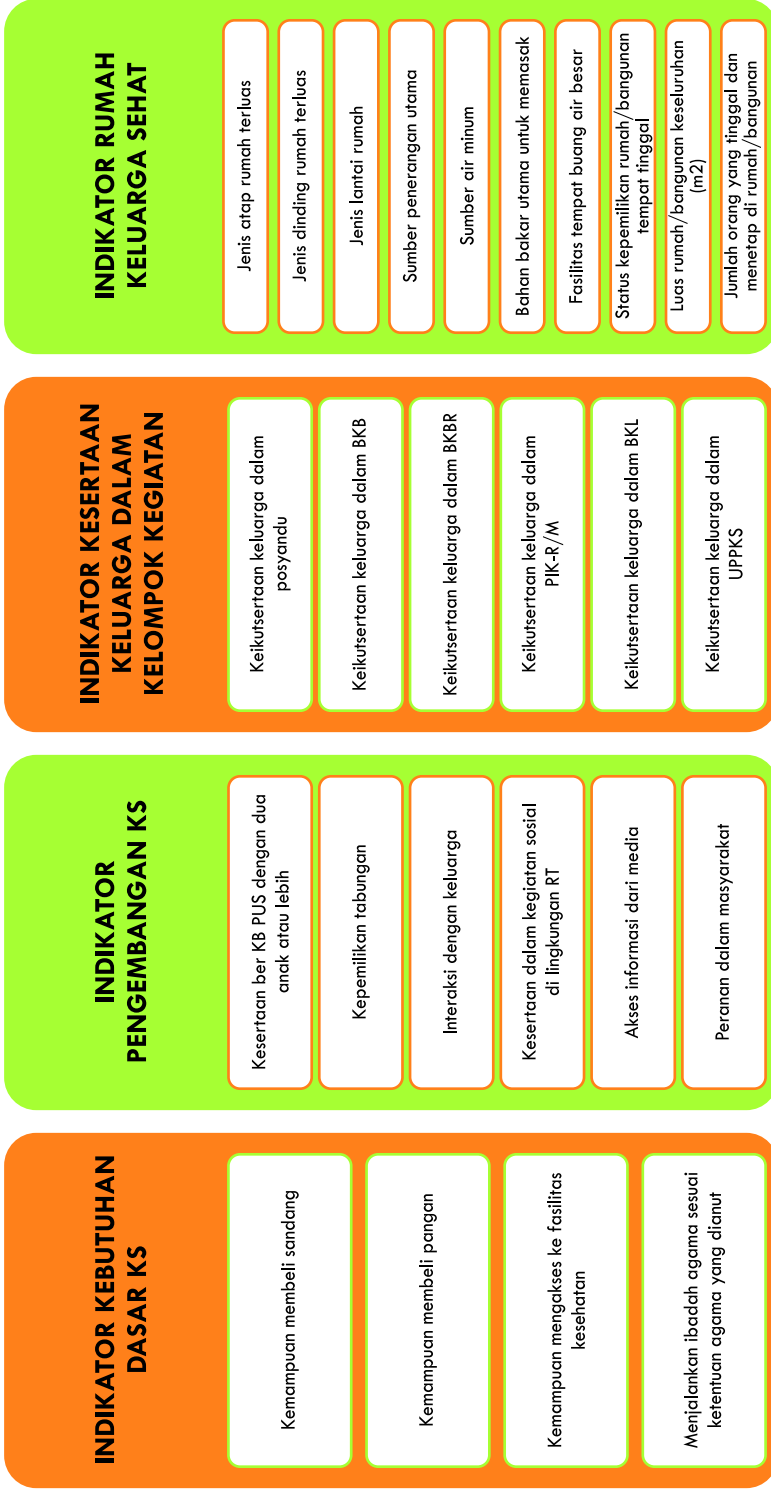 INDIKATOR KEBUTUHAN
DASAR KS
Kemampuan membeli sandang
Kemampuan membeli pangan
Kemampuan mengakses ke fasilitas
kesehatan
Menjalankan ibadah agama sesuai
ketentuan agama yang dianut
INDIKATOR
PENGEMBANGAN KS
Kesertaan ber KB PUS dengan dua
anak atau lebih
Kepemilikan tabungan
Interaksi dengan keluarga
Kesertaan dalam kegiatan sosial
di lingkungan RT
Akses informasi dari media
Peranan dalam masyarakat
INDIKATOR KESERTAAN
KELUARGA DALAM
KELOMPOK KEGIATAN
Keikutsertaan keluarga dalam
posyandu
Keikutsertaan keluarga dalam BKB
Keikutsertaan keluarga dalam BKBR
Keikutsertaan keluarga dalam
PIK-R/M
Keikutsertaan keluarga dalam BKL
Keikutsertaan keluarga dalam
UPPKS
INDIKATOR RUMAH
KELUARGA SEHAT
Jenis atap rumah terluas
Jenis dinding rumah terluas
Jenis lantai rumah
Sumber penerangan utama
Sumber air minum
Bahan bakar utama untuk memasak
Fasilitas tempat buang air besar
Status kepemilikan rumah/bangunan
tempat tinggal
Luas rumah/bangunan keseluruhan
(m2)
Jumlah orang yang tinggal dan
menetap di rumah/bangunan